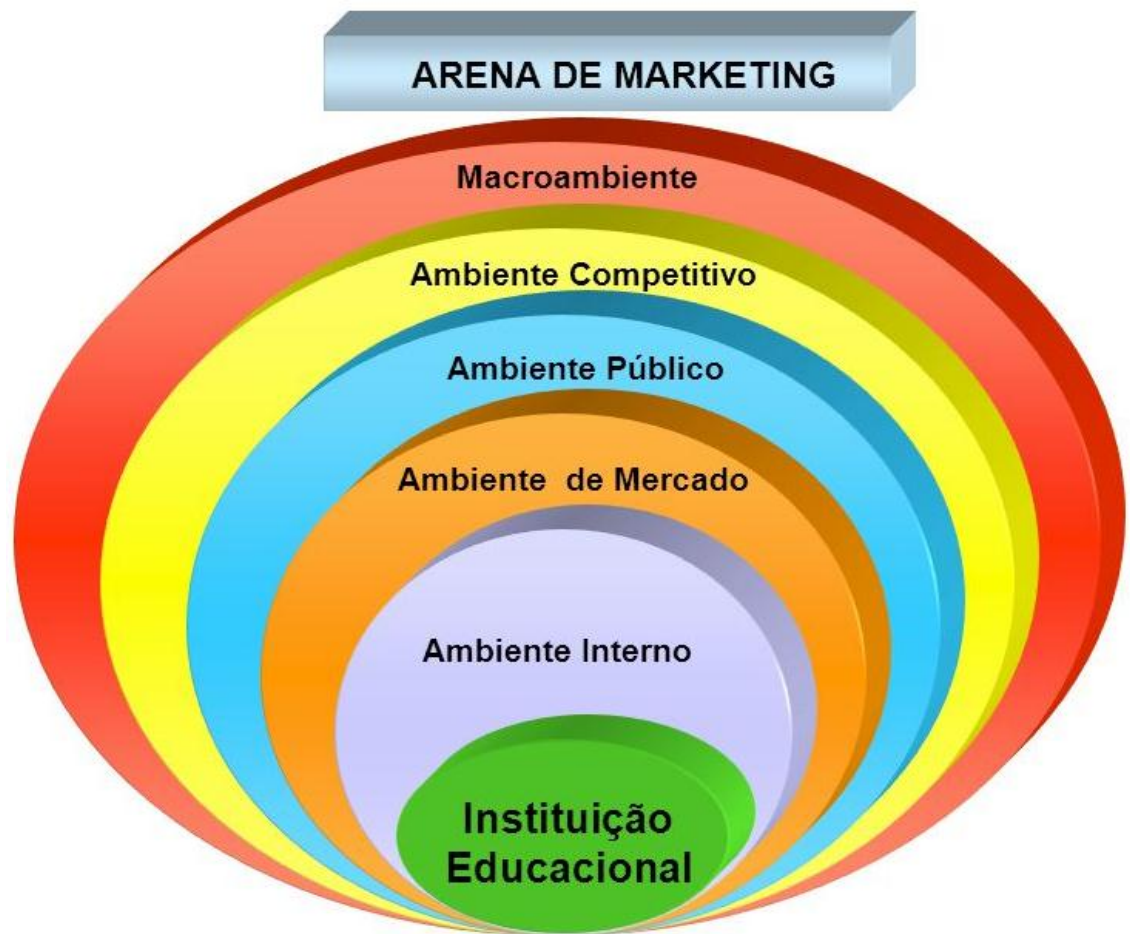 ARENA DE MARKETING
Macroambiente
Ambiente Competitivo
Ambiente Público
Ambiente de Mercado
Ambiente Interno
Instituição
Educacional